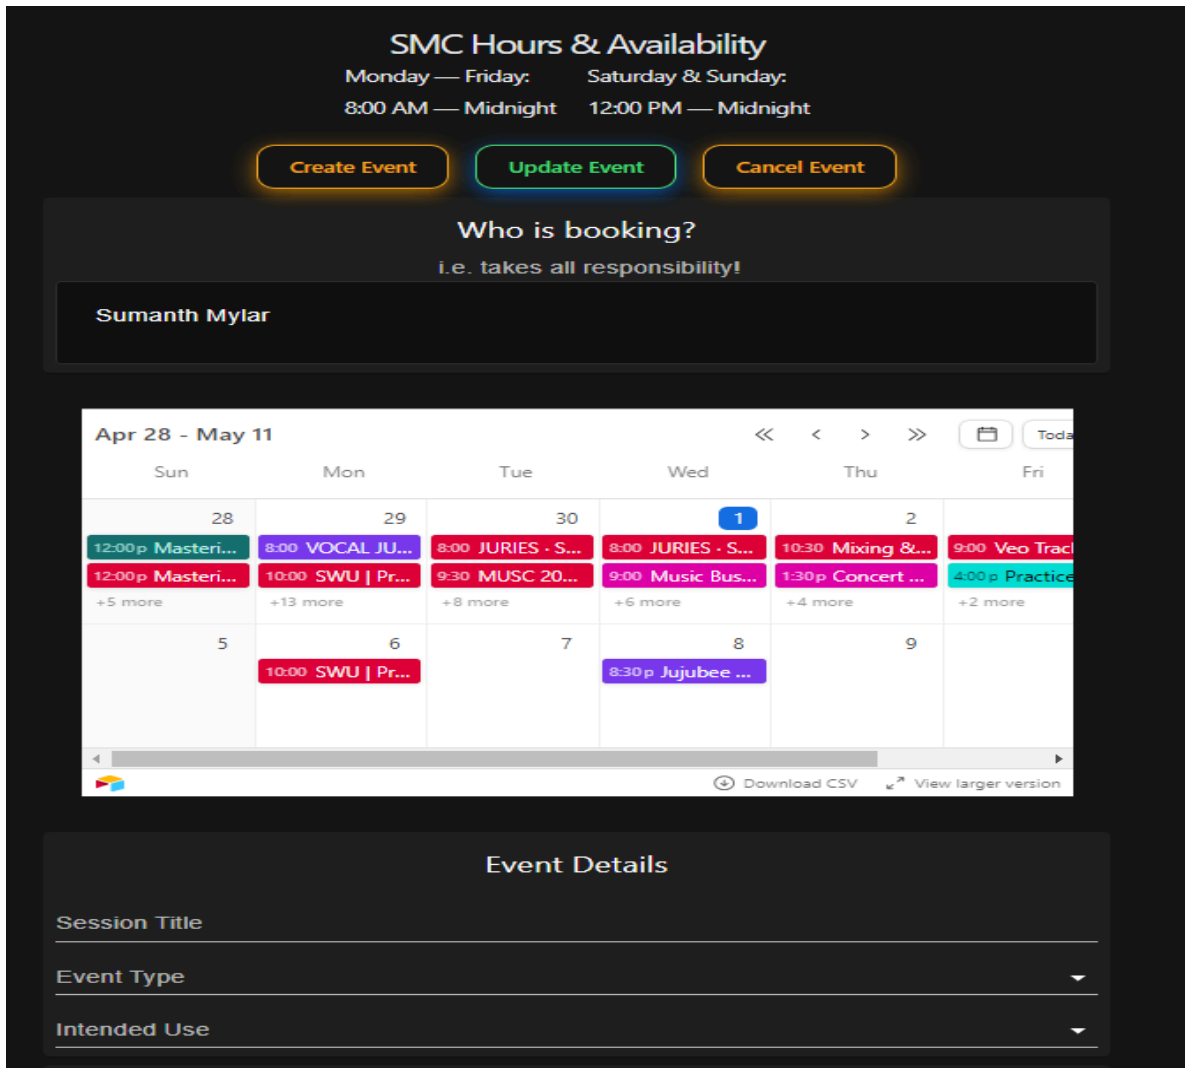 SMC Hours & Availability
Monday — Friday: Saturday & Sunday:
8:00 AM — Midnight 12:00 PM — Midnight
Create Event Update Event Cancel Event
Who is booking?
i.e. takes all responsibility!
Sumanth Mylar
Apr 28 - May 11 Toda
Sun Mon Tue Wed Thu Fri
28 29 30 1 2
12:00p Masteri... 8:00 VOCAL JU... 8:00 JURIES · S... 8:00 JURIES · S... 10:30 Mixing &... 9:00 Veo Trac
12:00p Masteri... 10:00 SWU | Pr... 9:30 MUSC 20... 9:00 Music Bus... 1:30p Concert ... 4:00p Practice
+5 more +13 more +8 more +6 more +4 more +2 more
5 6 7 8 9
10:00 SWU | Pr... 8:30p Jujubee ...
Download CSV View larger version
Event Details
Session Title
Event Type
Intended Use